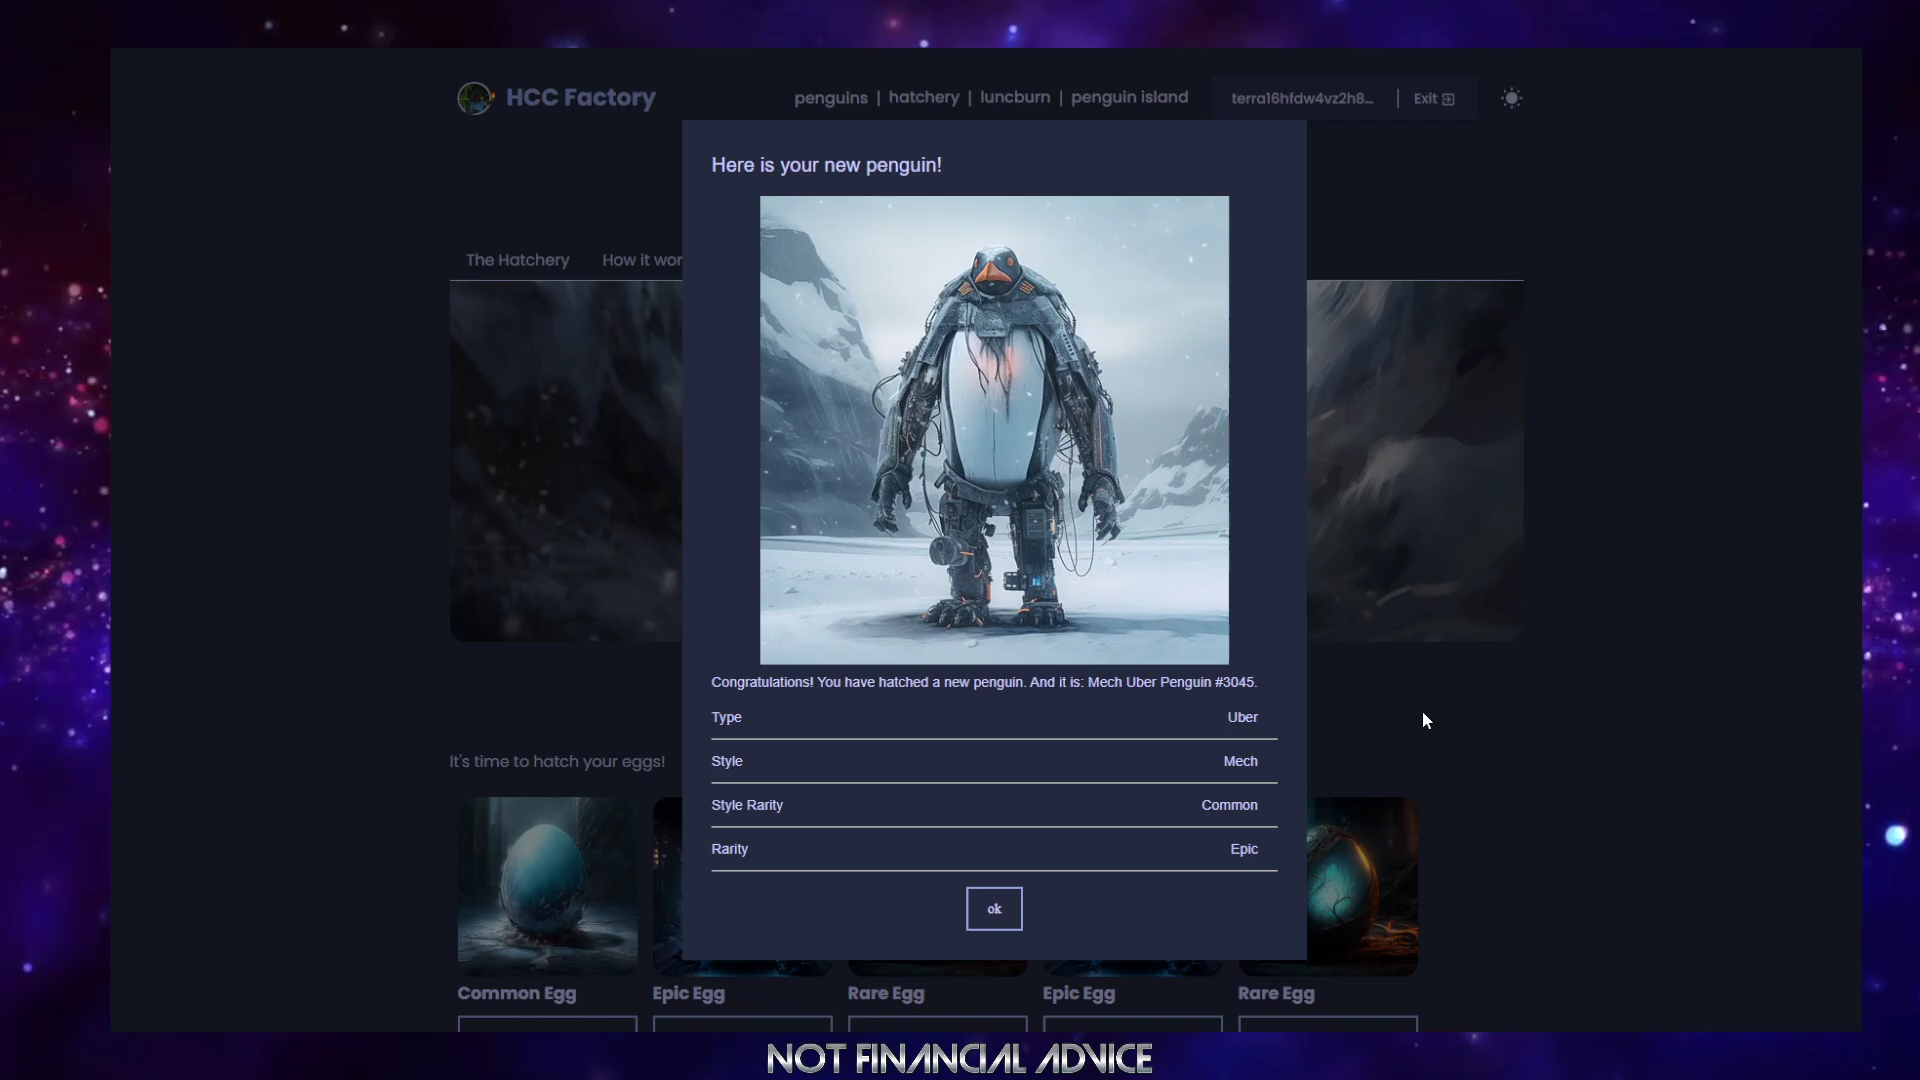 HCC Factory
penguins | hatchery | luncburn | penguin island
terra16hfdw4vz2h8... | Exit
Here is your new penguin!
The Hatchery
How it wor
Congratulations! You have hatched a new penguin. And it is: Mech Uber Penguin #3045.
Type Uber
Style Mech
Style Rarity Common
Rarity Epic
It's time to hatch your eggs!
ok
Common Egg
Epic Egg
Rare Egg
Epic Egg
Rare Egg
NOT FINANCIAL ADVICE